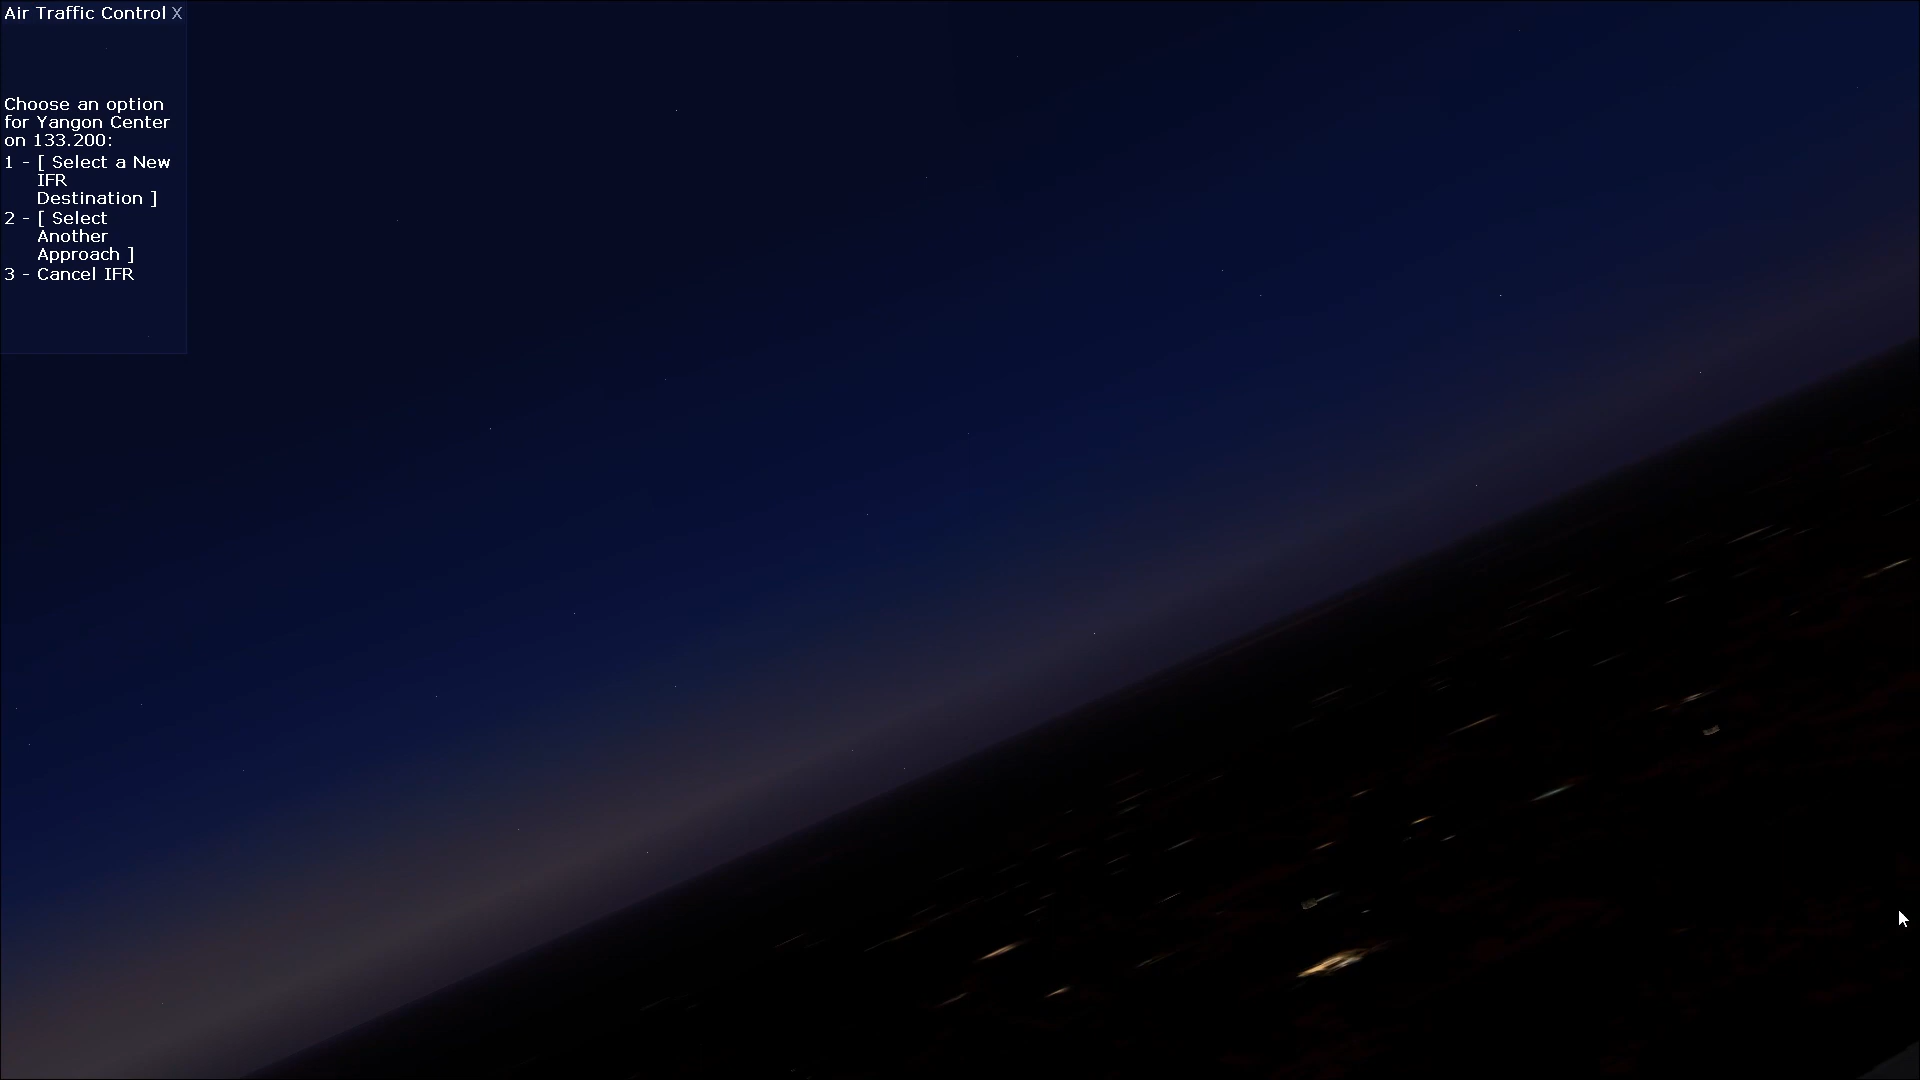 Air Traffic Control X
Choose an option
for Yangon Center
on 133.200:
1 - [ Select a New
IFR
Destination ]
2 - [ Select
Another
Approach ]
3 - Cancel IFR